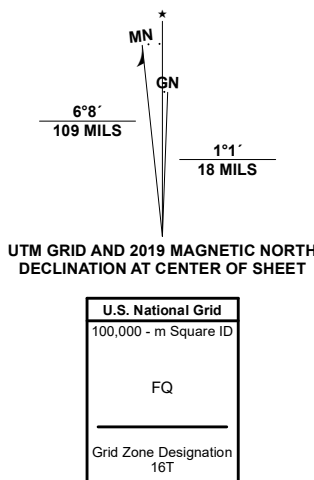 ★
MN
GN
6°8´
109 MILS
1°1´
18 MILS
UTM GRID AND 2019 MAGNETIC NORTH
DECLINATION AT CENTER OF SHEET
U.S. National Grid
100,000 - m Square ID
FQ
Grid Zone Designation
16T